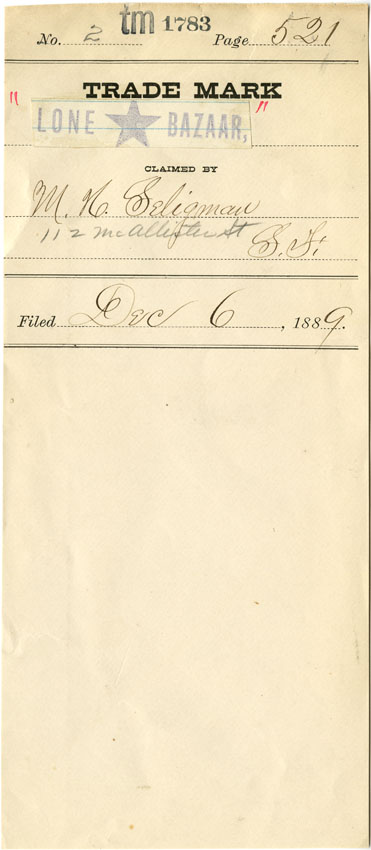 tm 1783
No. 2 Page 521
TRADE MARK
"LONE ★ BAZAAR,"
CLAIMED BY
M. H. Seligman
112 McAllister St
S. F.
Filed Dec 6, 1889.